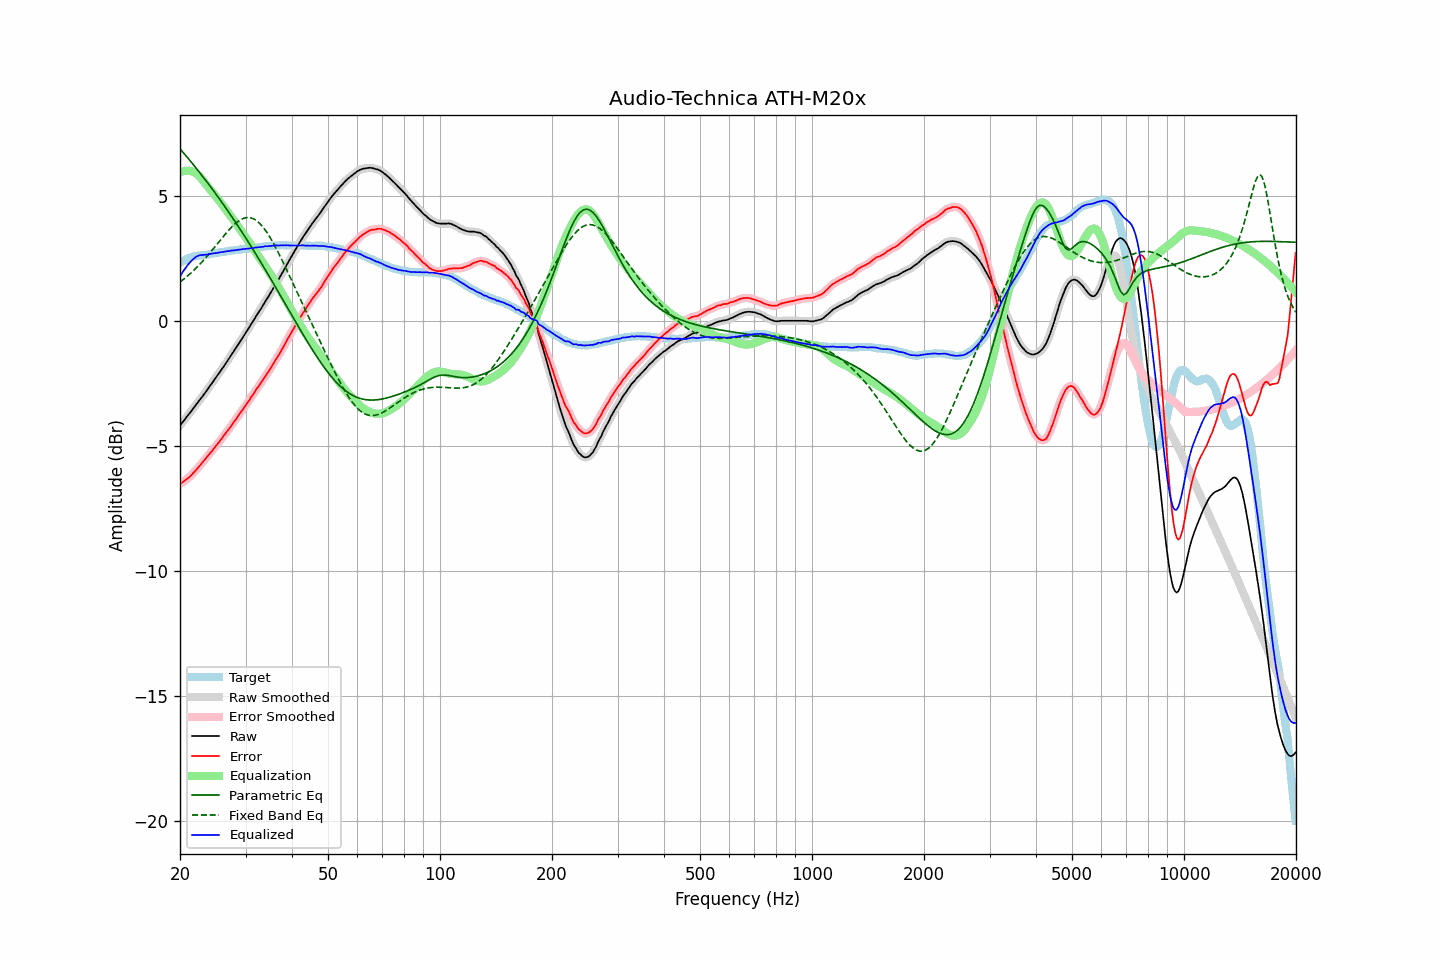 Audio-Technica ATH-M20x
Amplitude (dBr)
5
0
−5
−10
−15
−20
Target
Raw Smoothed
Error Smoothed
Raw
Error
Equalization
Parametric Eq
Fixed Band Eq
Equalized
20 50 100 200 500 1000 2000 5000 10000 20000
Frequency (Hz)